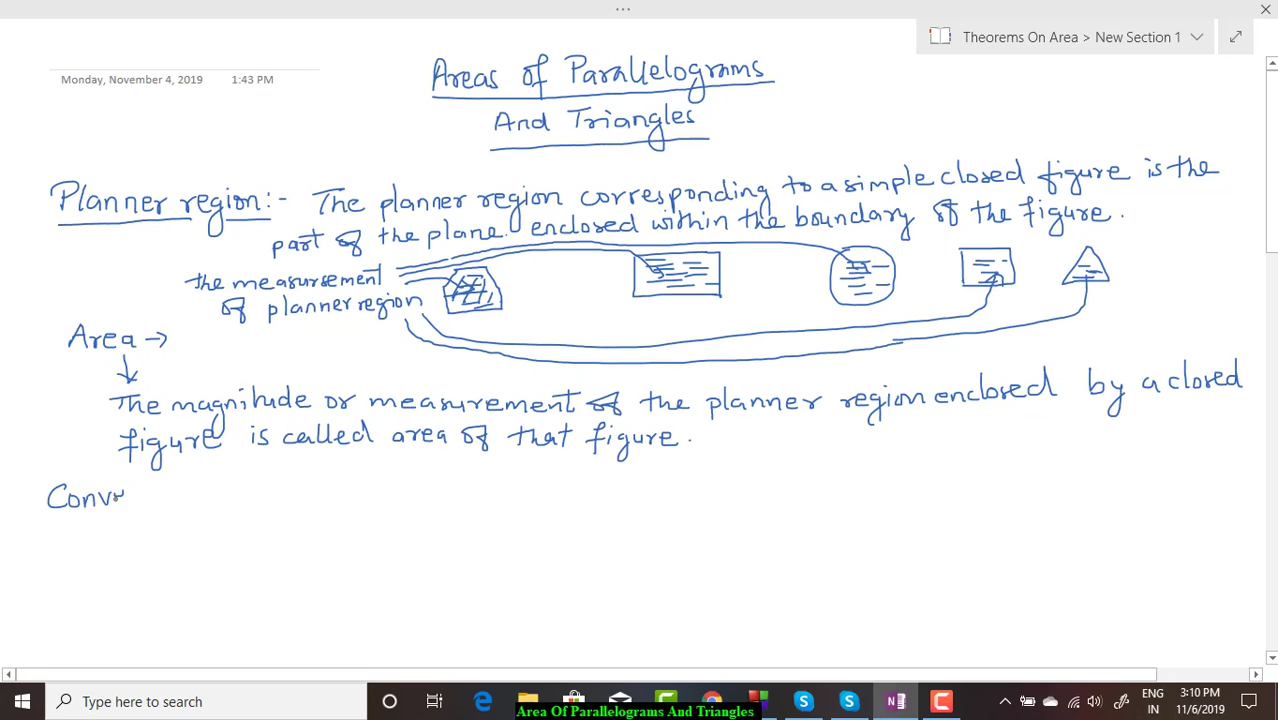 Theorems On Area > New Section 1
Monday, November 4, 2019 1:43 PM
Areas of Parallelograms
And Triangles
Planner region:- The planner region corresponding to a simple closed figure is the
part of the plane enclosed within the boundary of the figure.
the measursement
of planner region
Area →
The magnitude or measurement of the planner region enclosed by a closed
figure is called area of that figure.
Conv
Type here to search
ENG
IN
3:10 PM
11/6/2019
Area Of Parallelograms And Triangles